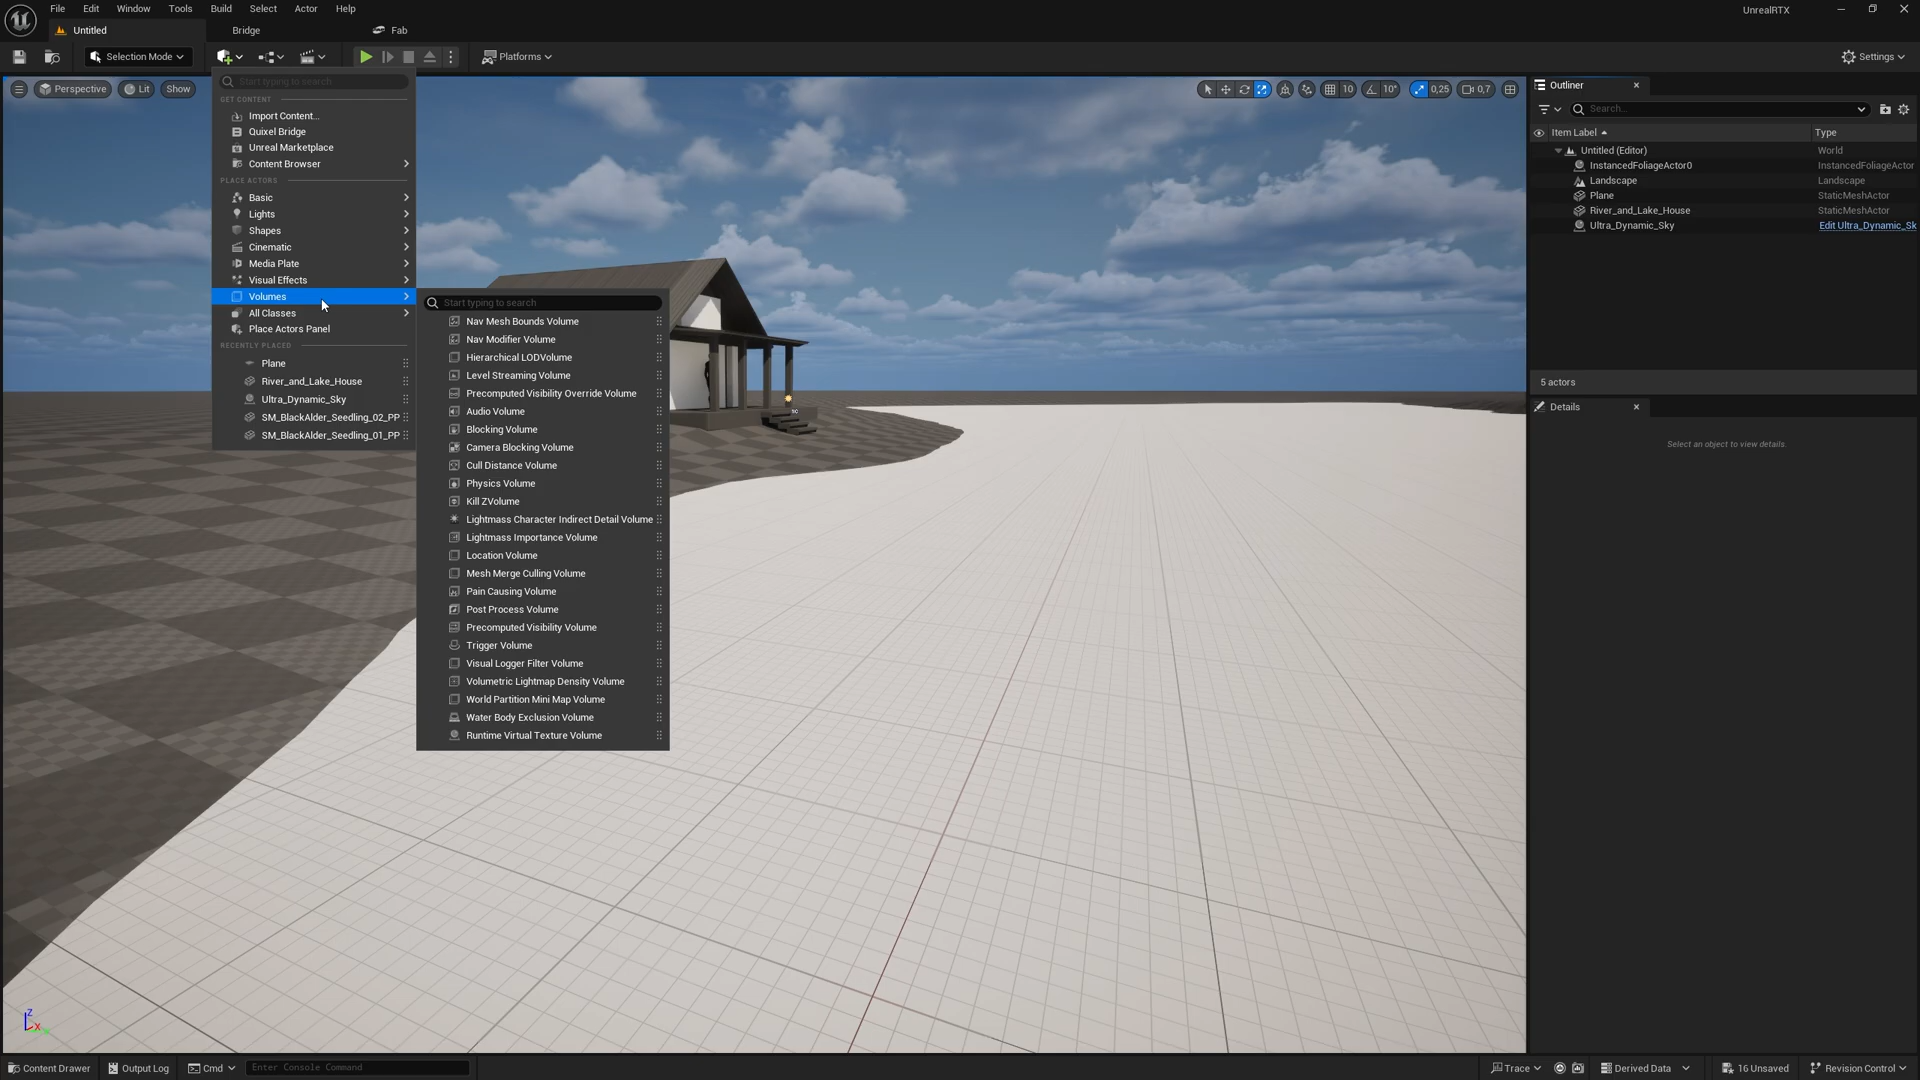 File Edit Window Tools Build Select Actor Help
UnrealRTX
Untitled
Bridge
Fab
Selection Mode
Platforms
Settings
Perspective
Lit
Show
10
10°
0,25
0,7
Start typing to search
GET CONTENT
Import Content...
Quixel Bridge
Unreal Marketplace
Content Browser
PLACE ACTORS
Basic
Lights
Shapes
Cinematic
Media Plate
Visual Effects
Volumes
All Classes
Place Actors Panel
RECENTLY PLACED
Plane
River_and_Lake_House
Ultra_Dynamic_Sky
SM_BlackAlder_Seedling_02_PP
SM_BlackAlder_Seedling_01_PP
Start typing to search
Nav Mesh Bounds Volume
Nav Modifier Volume
Hierarchical LODVolume
Level Streaming Volume
Precomputed Visibility Override Volume
Audio Volume
Blocking Volume
Camera Blocking Volume
Cull Distance Volume
Physics Volume
Kill ZVolume
Lightmass Character Indirect Detail Volume
Lightmass Importance Volume
Location Volume
Mesh Merge Culling Volume
Pain Causing Volume
Post Process Volume
Precomputed Visibility Volume
Trigger Volume
Visual Logger Filter Volume
Volumetric Lightmap Density Volume
World Partition Mini Map Volume
Water Body Exclusion Volume
Runtime Virtual Texture Volume
Outliner
Search...
Item Label Type
Untitled (Editor) World
InstancedFoliageActor0 InstancedFoliageActor
Landscape Landscape
Plane StaticMeshActor
River_and_Lake_House StaticMeshActor
Ultra_Dynamic_Sky Edit Ultra_Dynamic_Sk
5 actors
Details
Select an object to view details.
Z
X
Content Drawer
Output Log
Cmd
Enter Console Command
Trace
Derived Data
16 Unsaved
Revision Control